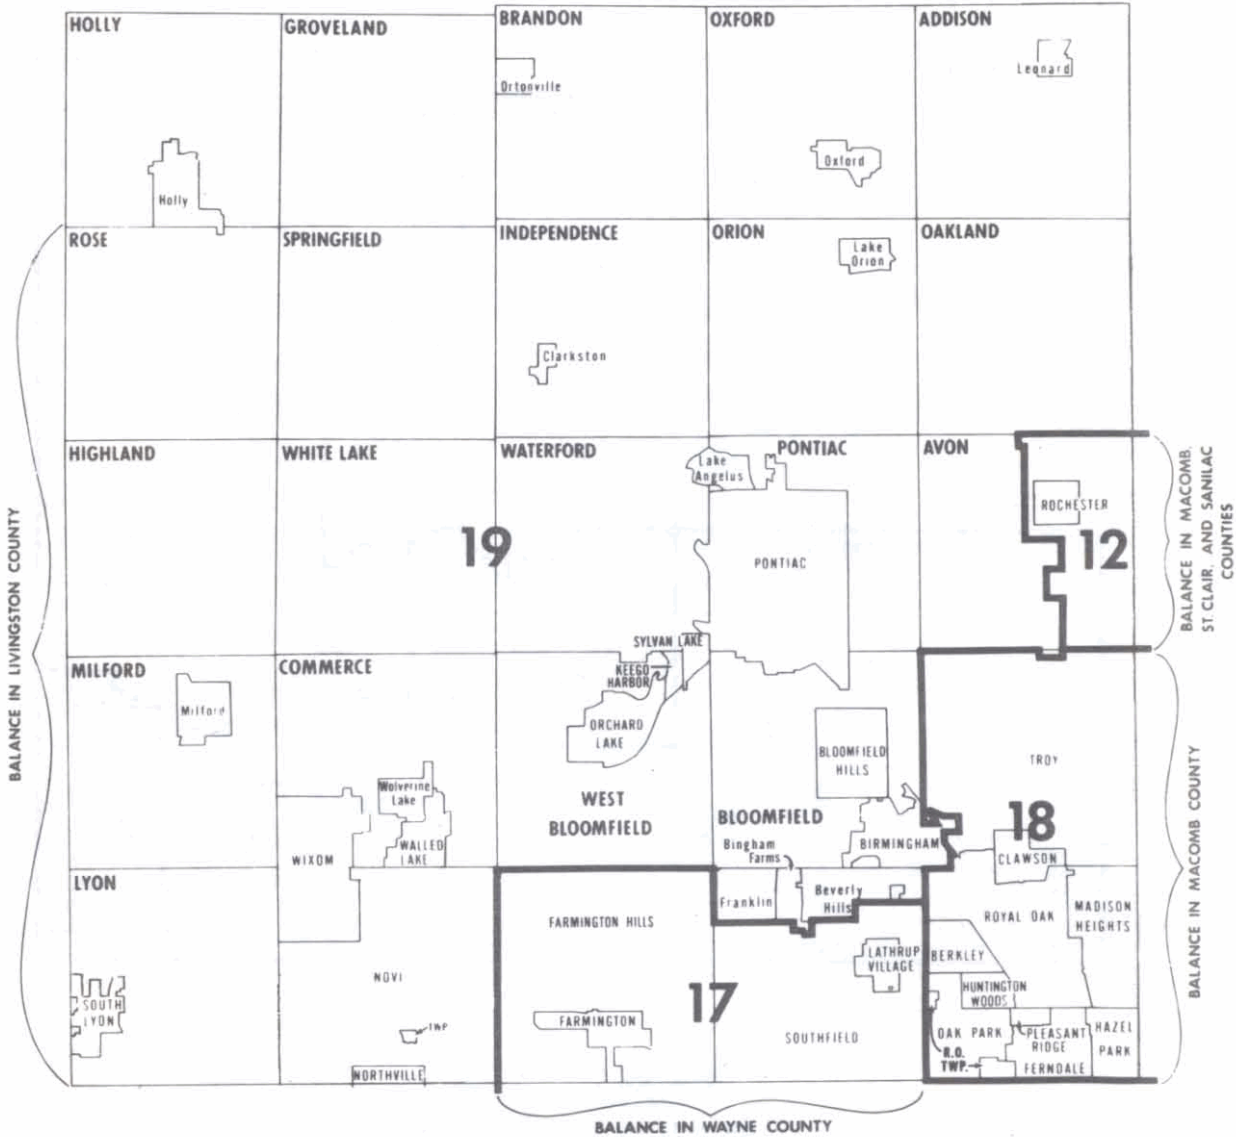 HOLLY
GROVELAND
BRANDON
OXFORD
ADDISON
Ortonville
Leonard
Oxford
Holly
ROSE
SPRINGFIELD
INDEPENDENCE
ORION
OAKLAND
Lake
Orion
Clarkston
HIGHLAND
WHITE LAKE
WATERFORD
PONTIAC
AVON
Lake
Angelus
ROCHESTER
19
12
PONTIAC
SYLVAN LAKE
KEEGO
HARBOR
MILFORD
COMMERCE
Milford
ORCHARD
LAKE
BLOOMFIELD
HILLS
TROY
Wolverine
Lake
WEST
BLOOMFIELD
BLOOMFIELD
18
WALLED
LAKE
WIXOM
Bingham
Farms
BIRMINGHAM
CLAWSON
LYON
Franklin
Beverly
Hills
FARMINGTON HILLS
ROYAL OAK
MADISON
HEIGHTS
LATHRUP
VILLAGE
BERKLEY
NOVI
17
HUNTINGTON
WOODS
SOUTH
LYON
TWP
FARMINGTON
SOUTHFIELD
OAK PARK
PLEASANT
RIDGE
HAZEL
PARK
R.O.
TWP.
FERNDALE
NORTHVILLE
BALANCE IN LIVINGSTON COUNTY
BALANCE IN MACOMB,
ST. CLAIR, AND SANILAC
COUNTIES
BALANCE IN MACOMB COUNTY
BALANCE IN WAYNE COUNTY